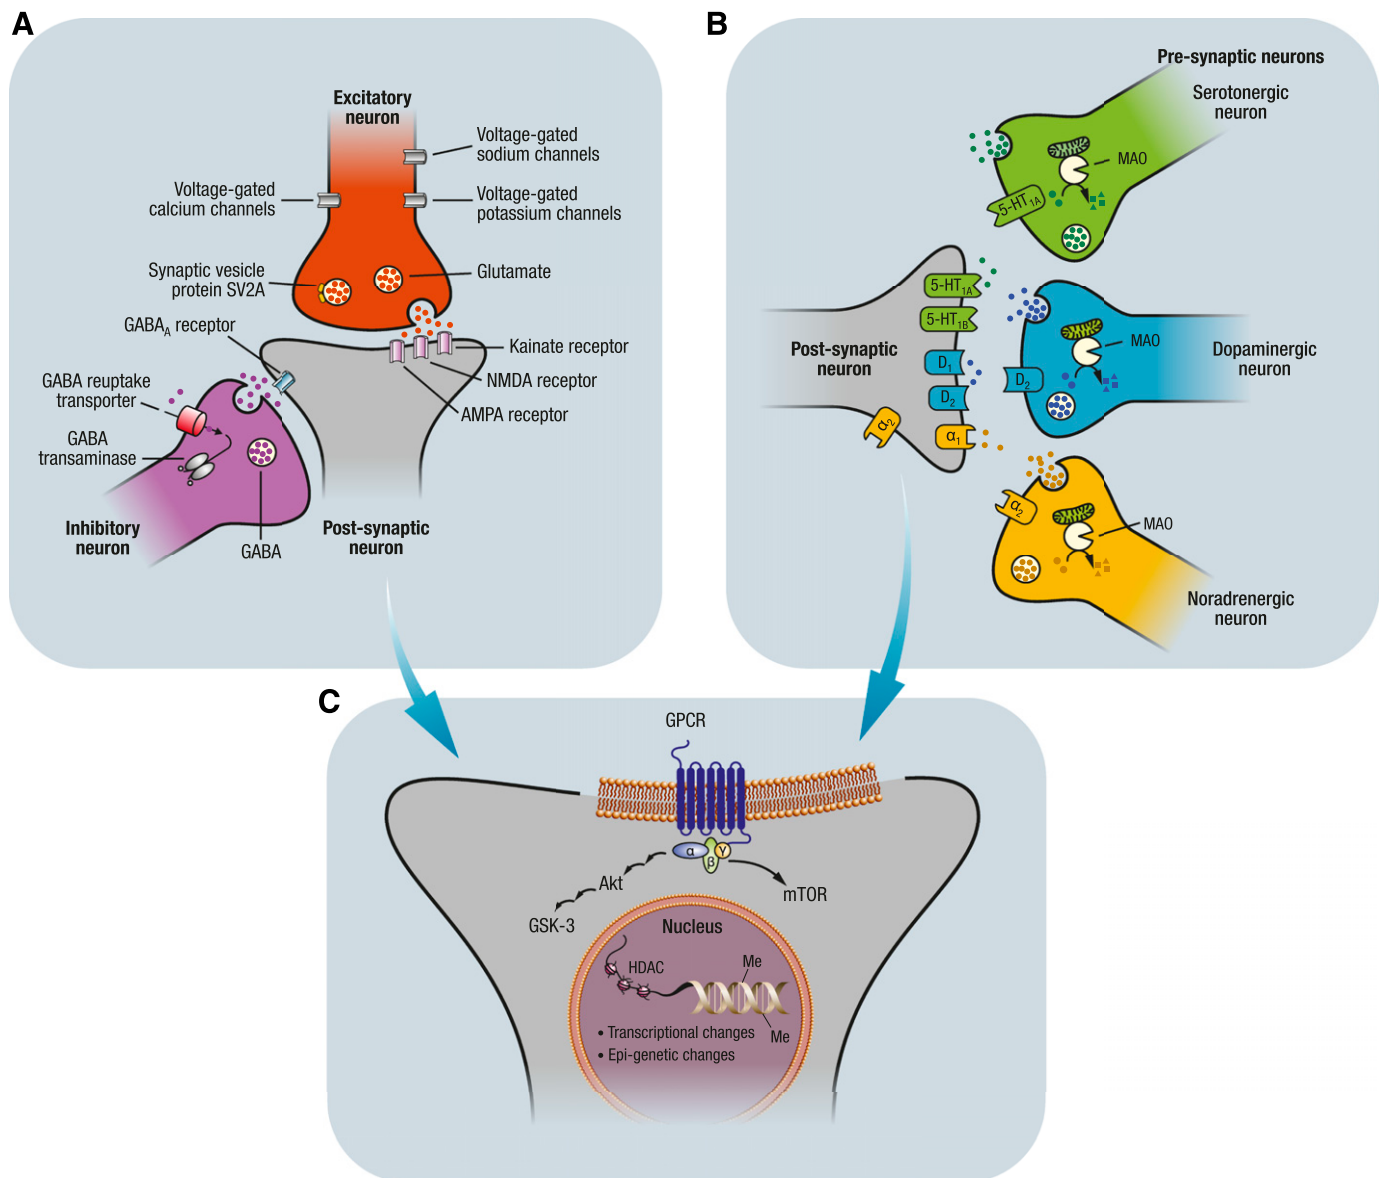 A
Excitatory
neuron
Voltage-gated
sodium channels
Voltage-gated
calcium channels
Voltage-gated
potassium channels
Synaptic vesicle
protein SV2A
Glutamate
GABAA receptor
Kainate receptor
NMDA receptor
AMPA receptor
GABA reuptake
transporter
GABA
transaminase
Inhibitory
neuron
GABA
Post-synaptic
neuron
B
Pre-synaptic neurons
Serotonergic
neuron
MAO
5-HT1A
5-HT1A
5-HT1B
Post-synaptic
neuron
D1
D2
α2
α1
MAO
D2
Dopaminergic
neuron
α2
MAO
Noradrenergic
neuron
C
GPCR
α
β
γ
Akt
GSK-3
mTOR
Nucleus
HDAC
Me
Me
• Transcriptional changes
• Epi-genetic changes